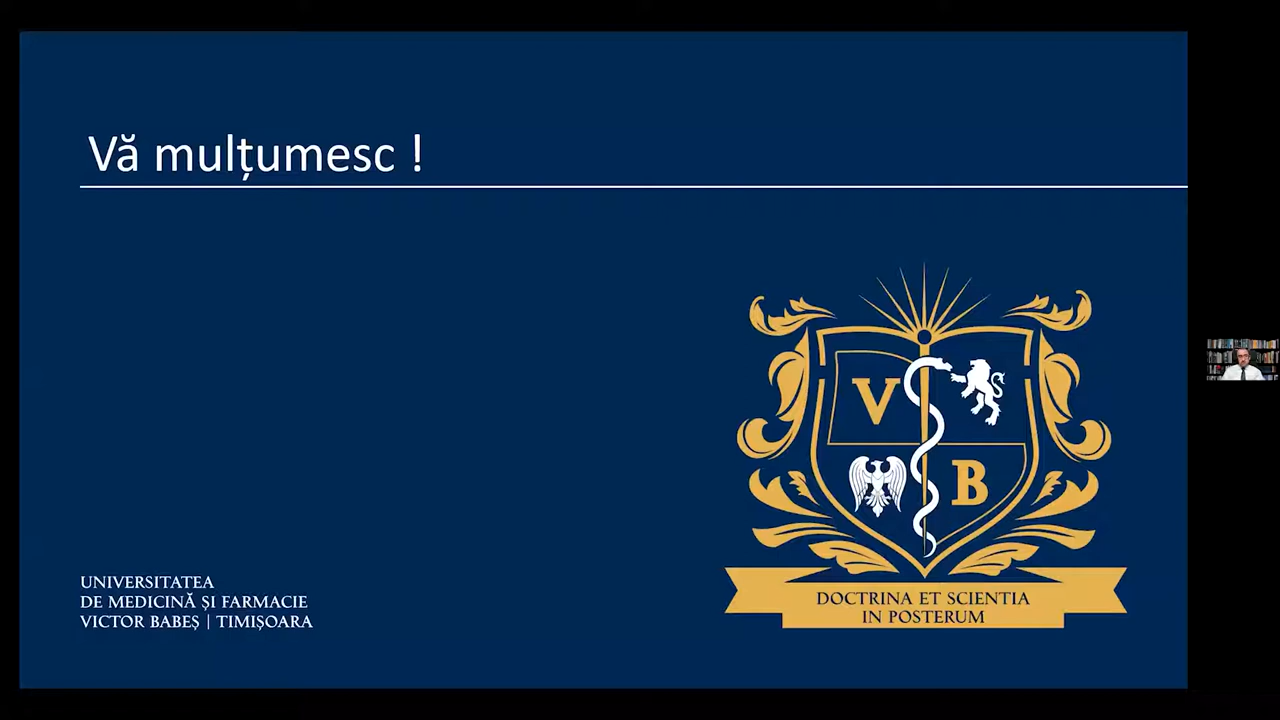 Vă mulțumesc !
V
B
UNIVERSITATEA
DE MEDICINĂ ȘI FARMACIE
VICTOR BABEȘ | TIMIȘOARA
DOCTRINA ET SCIENTIA
IN POSTERUM